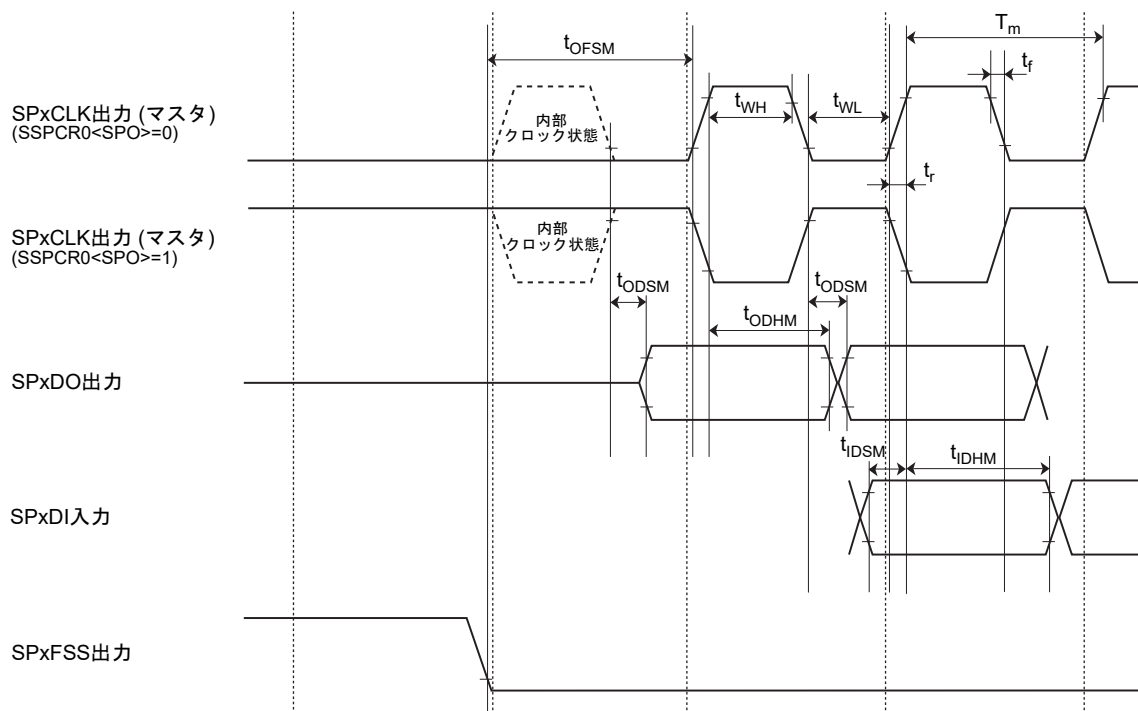 tOFSM
Tm
tf
SPxCLK出力 (マスタ)
(SSPCR0<SPO>=0)
内部
クロック状態
tWH
tWL
tr
SPxCLK出力 (マスタ)
(SSPCR0<SPO>=1)
内部
クロック状態
tODSM
tODSM
tODHM
SPxDO出力
tIDSM
tIDHM
SPxDI入力
SPxFSS出力